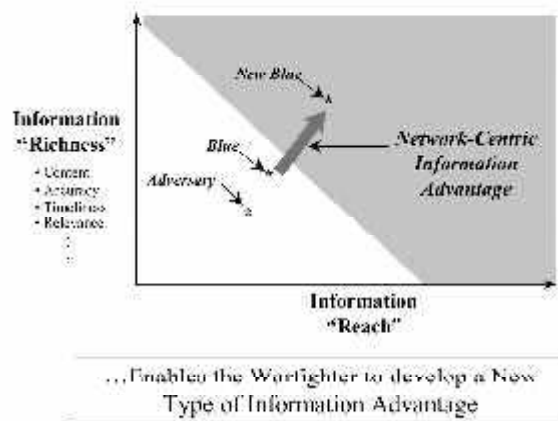 New Blue
Information
"Richness"
• Content
• Accuracy
• Timeliness
• Relevance
Blue
Adversary
Network-Centric
Information
Advantage
Information
"Reach"
…Enables the Warfighter to develop a New
Type of Information Advantage